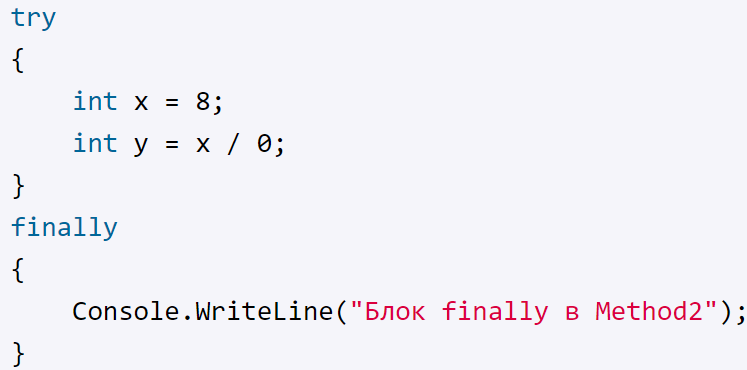 try
{
    int x = 8;
    int y = x / 0;
}
finally
{
    Console.WriteLine("Блок finally в Method2");
}